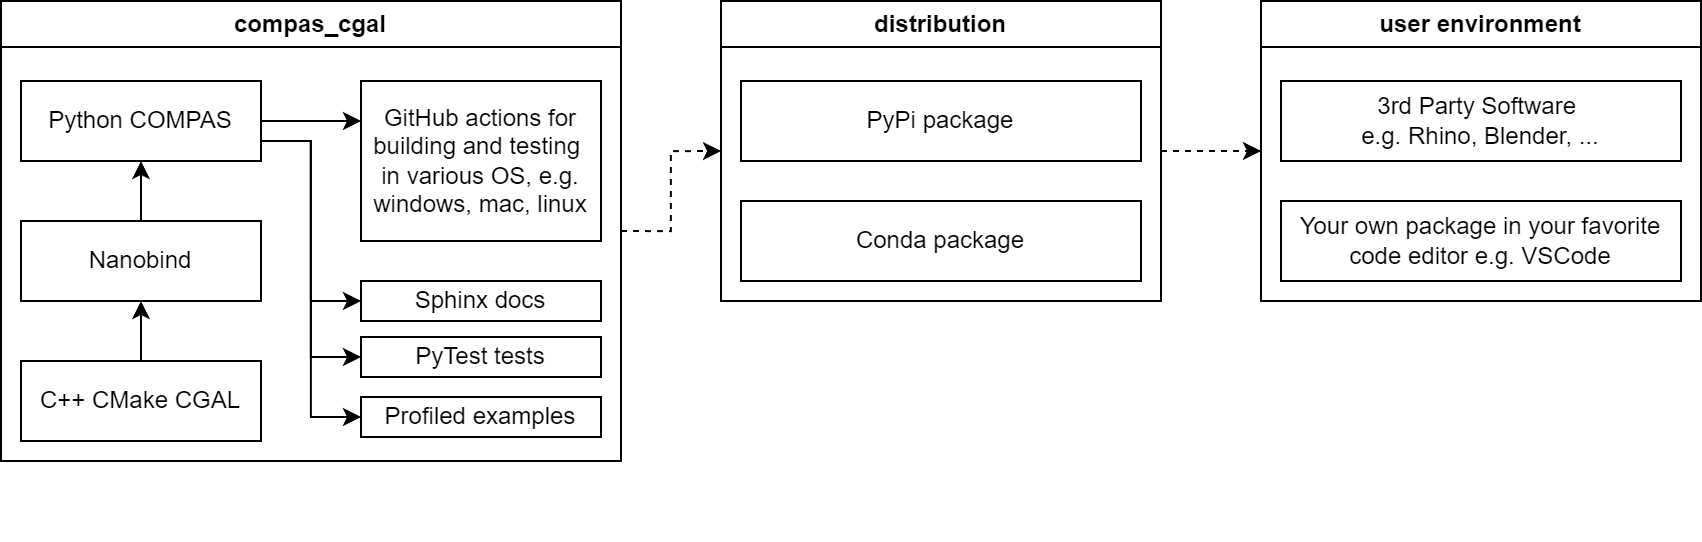 compas_cgal
Python COMPAS
Nanobind
C++ CMake CGAL
GitHub actions for
building and testing
in various OS, e.g.
windows, mac, linux
Sphinx docs
PyTest tests
Profiled examples
distribution
PyPi package
Conda package
user environment
3rd Party Software
e.g. Rhino, Blender, ...
Your own package in your favorite
code editor e.g. VSCode